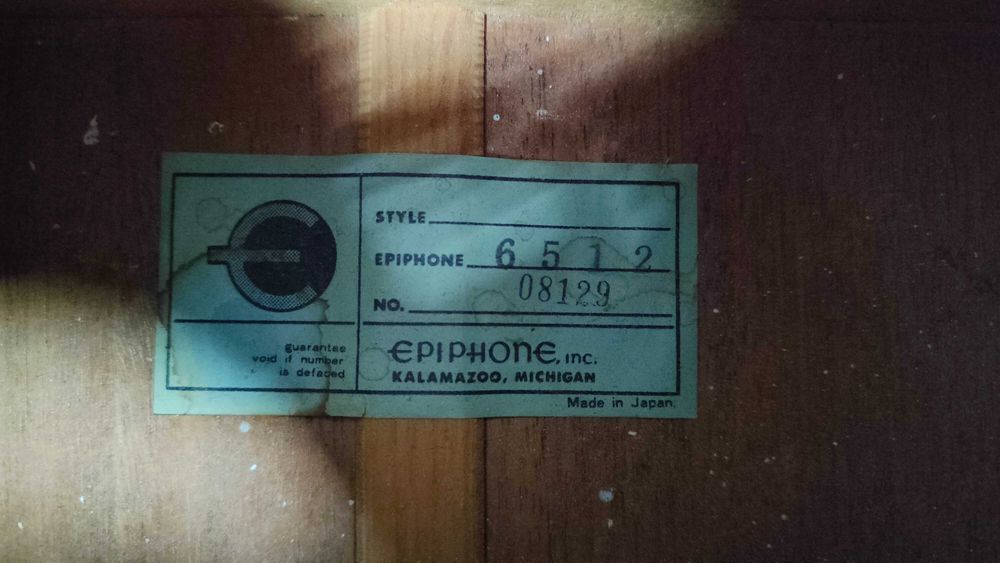 STYLE
EPIPHONE 6512
NO. 08129
guarantee
void if number
is defaced
EPIPHONE, INC.
KALAMAZOO, MICHIGAN
Made in Japan.